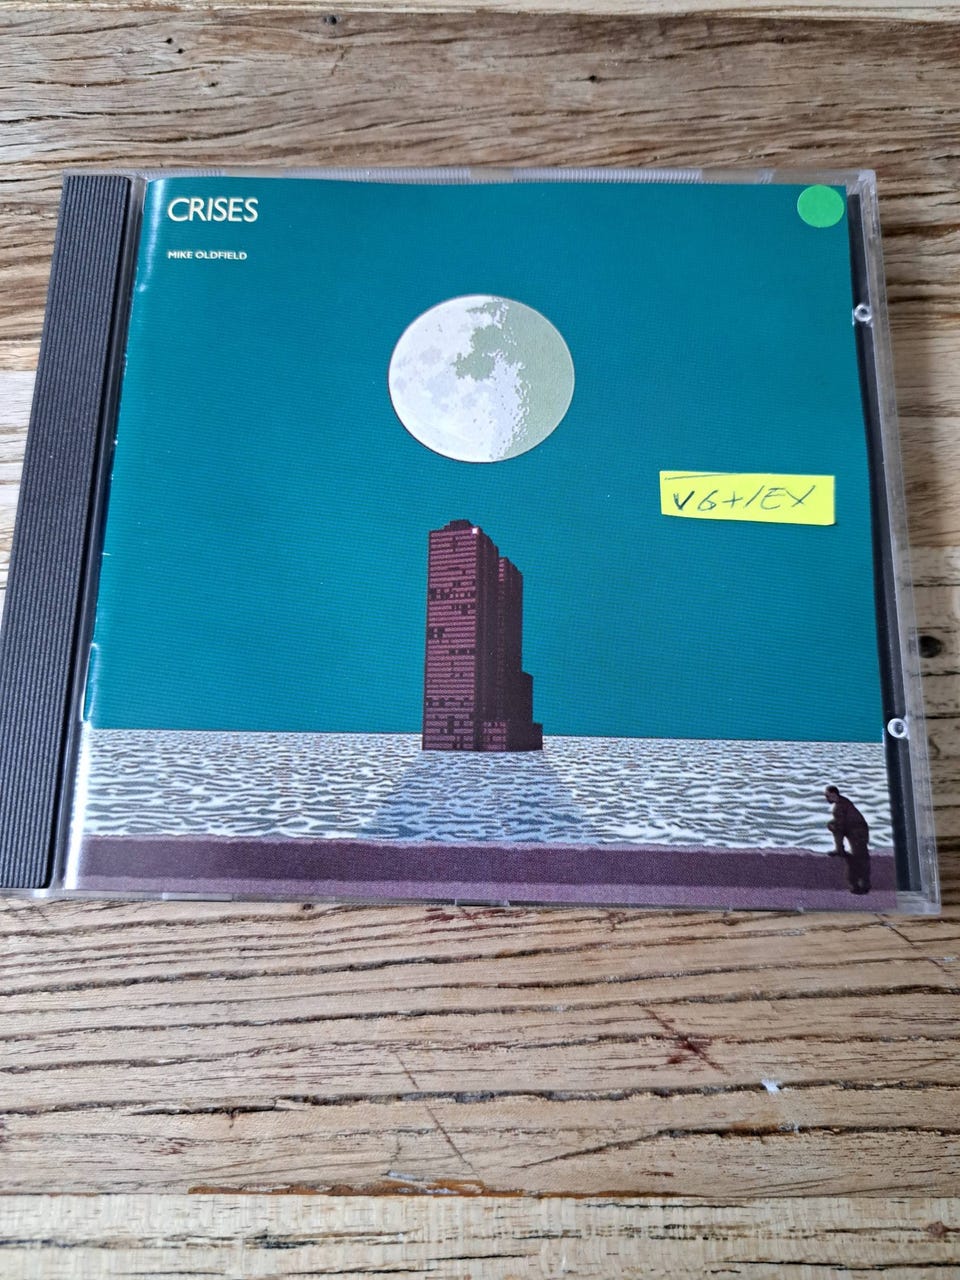 CRISES
MIKE OLDFIELD
VG+/EX